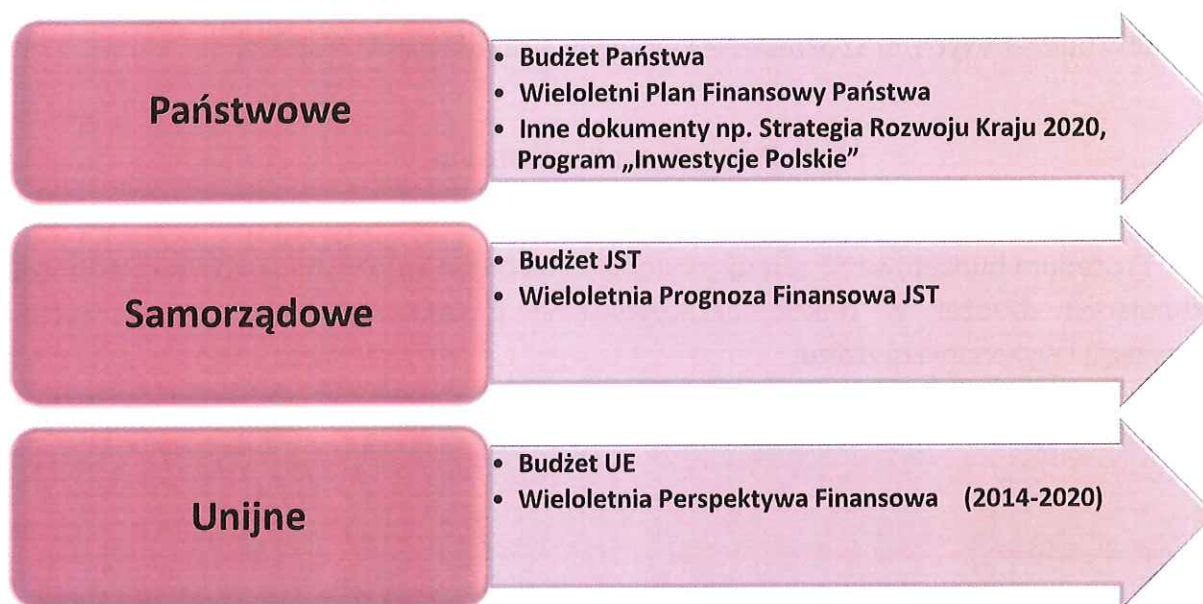 Państwowe
• Budżet Państwa
• Wieloletni Plan Finansowy Państwa
• Inne dokumenty np. Strategia Rozwoju Kraju 2020,
Program „Inwestycje Polskie”
Samorządowe
• Budżet JST
• Wieloletnia Prognoza Finansowa JST
Unijne
• Budżet UE
• Wieloletnia Perspektywa Finansowa (2014-2020)